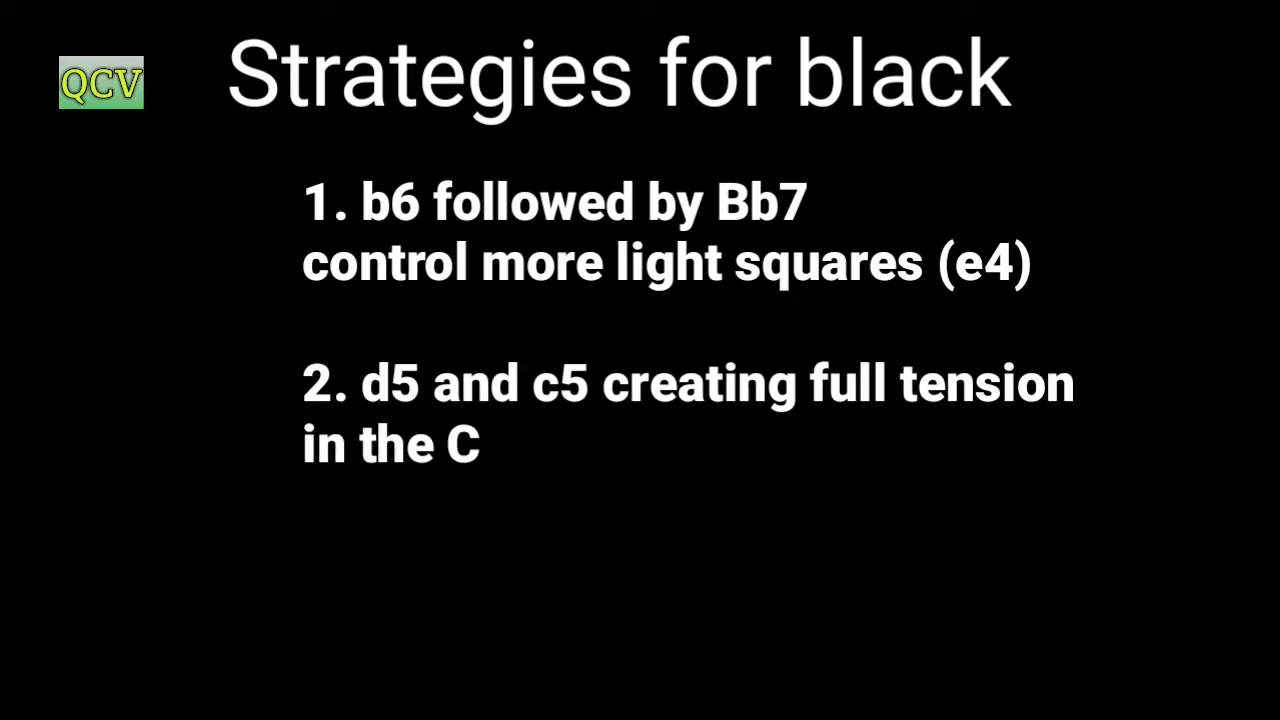 QCV
Strategies for black
1. b6 followed by Bb7
control more light squares (e4)
2. d5 and c5 creating full tension
in the C